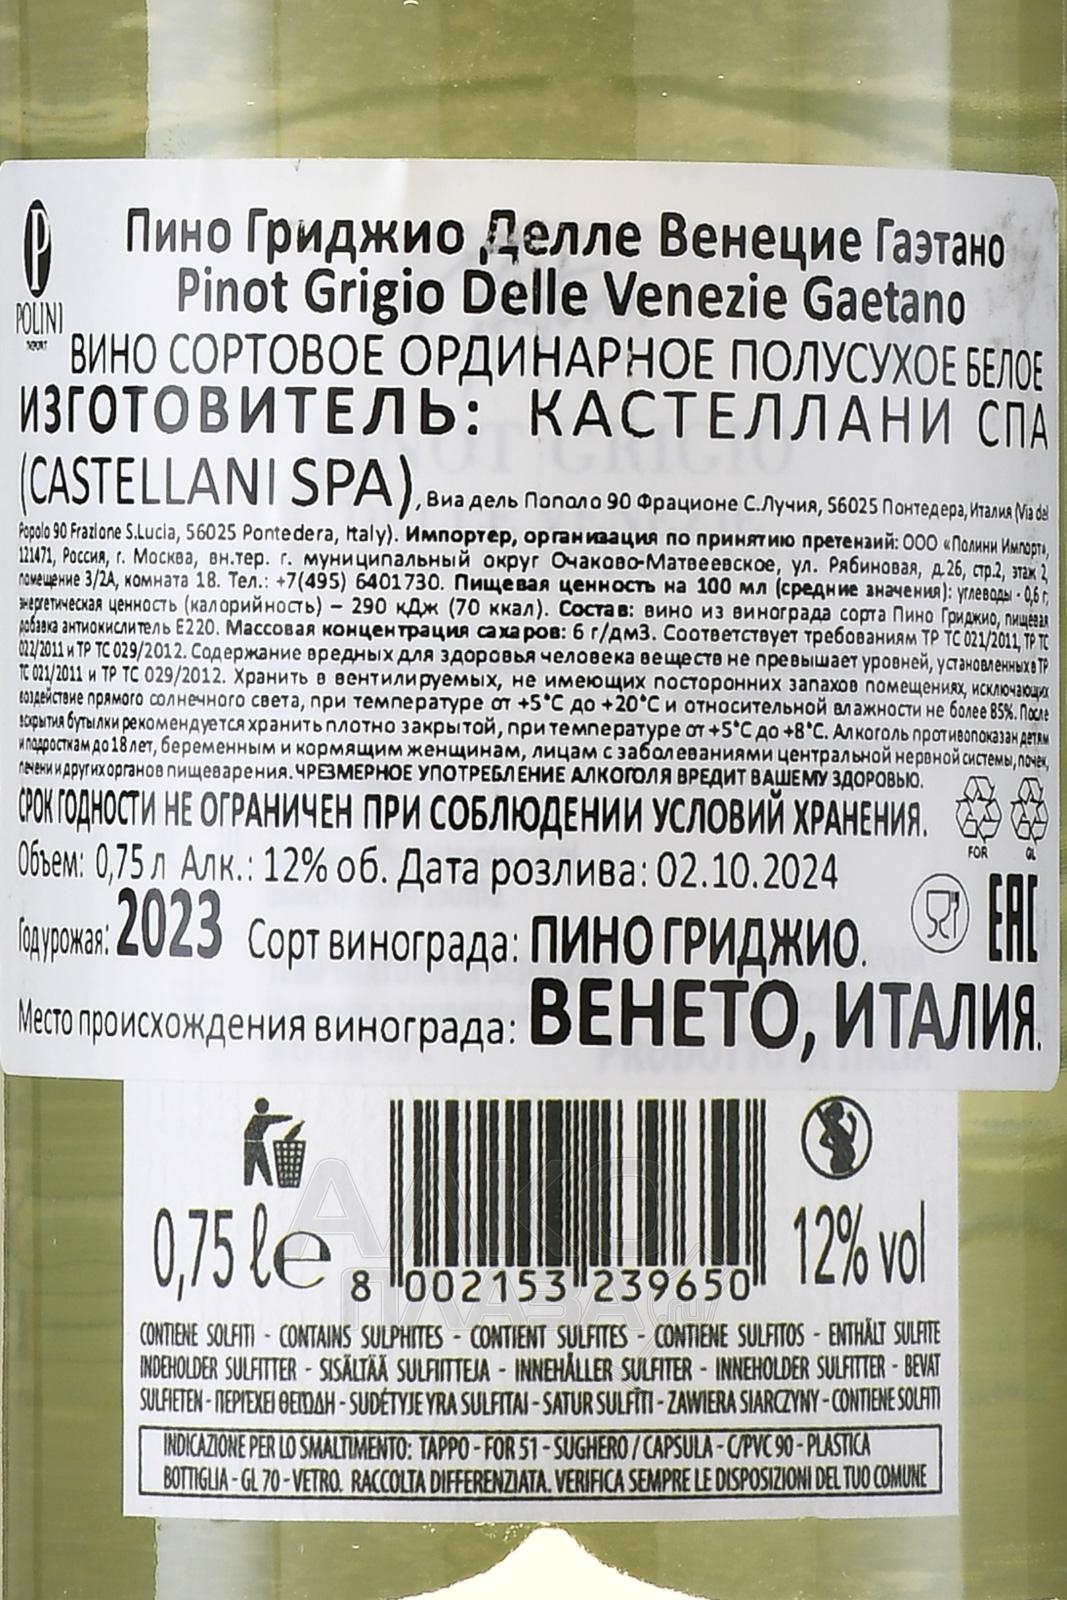 P
POLINI
IMPORT
Пино Гриджио Делле Венецие Гаэтано
Pinot Grigio Delle Venezie Gaetano
ВИНО СОРТОВОЕ ОРДИНАРНОЕ ПОЛУСУХОЕ БЕЛОЕ
ИЗГОТОВИТЕЛЬ: КАСТЕЛЛАНИ СПА
(CASTELLANI SPA), Виа дель Пополо 90 Фрационе С.Лучия, 56025 Понтедера, Италия (Via del
Popolo 90 Frazione S.Lucia, 56025 Pontedera, Italy). Импортер, организация по принятию претензий: ООО «Полини Импорт»,
121471, Россия, г. Москва, вн.тер. г. муниципальный округ Очаково-Матвеевское, ул. Рябиновая, д.26, стр.2, этаж 2,
помещение 3/2А, комната 18. Тел.: +7(495) 6401730. Пищевая ценность на 100 мл (средние значения): углеводы - 0,6 г;
энергетическая ценность (калорийность) – 290 кДж (70 ккал). Состав: вино из винограда сорта Пино Гриджио, пищевая
добавка антиокислитель Е220. Массовая концентрация сахаров: 6 г/дм3. Соответствует требованиям ТР ТС 021/2011, ТР ТС
022/2011 и ТР ТС 029/2012. Содержание вредных для здоровья человека веществ не превышает уровней, установленных в ТР
ТС 021/2011 и ТР ТС 029/2012. Хранить в вентилируемых, не имеющих посторонних запахов помещениях, исключающих
воздействие прямого солнечного света, при температуре от +5°С до +20°С и относительной влажности не более 85%. После
вскрытия бутылки рекомендуется хранить плотно закрытой, при температуре от +5°С до +8°С. Алкоголь противопоказан детям
и подросткам до 18 лет, беременным и кормящим женщинам, лицам с заболеваниями центральной нервной системы, почек,
печени и других органов пищеварения. ЧРЕЗМЕРНОЕ УПОТРЕБЛЕНИЕ АЛКОГОЛЯ ВРЕДИТ ВАШЕМУ ЗДОРОВЬЮ.
СРОК ГОДНОСТИ НЕ ОГРАНИЧЕН ПРИ СОБЛЮДЕНИИ УСЛОВИЙ ХРАНЕНИЯ.
FOR GL
Объем: 0,75 л Алк.: 12% об. Дата розлива: 02.10.2024
Год урожая: 2023 Сорт винограда: ПИНО ГРИДЖИО.
EAC
Место происхождения винограда: ВЕНЕТО, ИТАЛИЯ.
0,75 ℓ e
8 002153 239650
12% vol
АЛКО
ПЛАЗА.ru
CONTIENE SOLFITI - CONTAINS SULPHITES - CONTIENT SULFITES - CONTIENE SULFITOS - ENTHÄLT SULFITE
INDEHOLDER SULFITTER - SISÄLTÄÄ SULFIITTEJA - INNEHÅLLER SULFITER - INNEHOLDER SULFITTER - BEVAT
SULFIETEN - ΠΕΡΙΕΧΕΙ ΘΕΙΩΔΗ - SUDĖTYJE YRA SULFITAI - SATUR SULFĪTI - ZAWIERA SIARCZYNY - CONTIENE SOLFITI
INDICAZIONE PER LO SMALTIMENTO: TAPPO - FOR 51 - SUGHERO / CAPSULA - C/PVC 90 - PLASTICA
BOTTIGLIA - GL 70 - VETRO. RACCOLTA DIFFERENZIATA. VERIFICA SEMPRE LE DISPOSIZIONI DEL TUO COMUNE